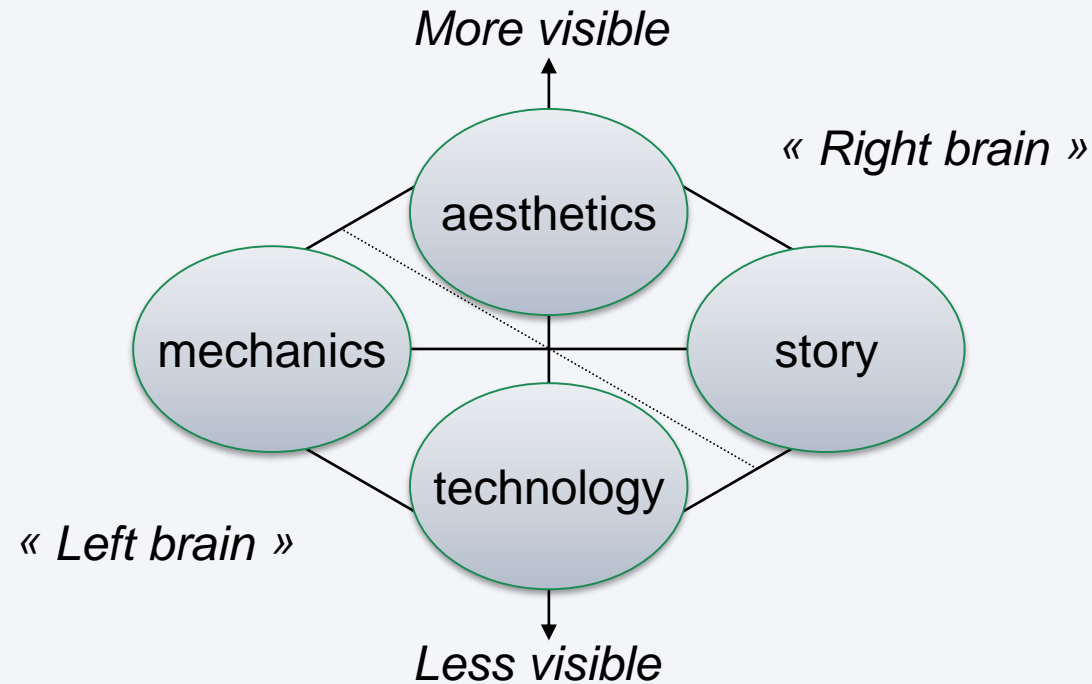 More visible
« Right brain »
aesthetics
mechanics
story
technology
« Left brain »
Less visible